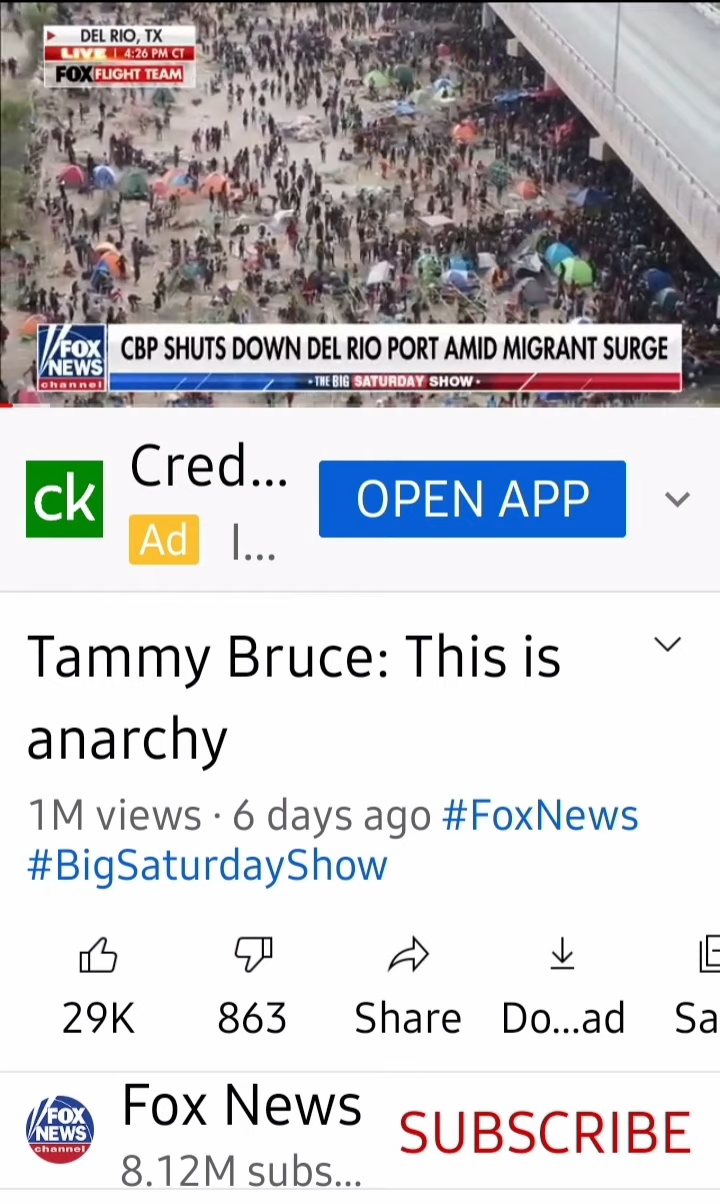 DEL RIO, TX
LIVE | 4:26 PM CT
FOX FLIGHT TEAM
FOX NEWS channel
CBP SHUTS DOWN DEL RIO PORT AMID MIGRANT SURGE
• THE BIG SATURDAY SHOW •
ck
Cred...
Ad I...
OPEN APP
Tammy Bruce: This is
anarchy
1M views · 6 days ago #FoxNews
#BigSaturdayShow
29K 863 Share Do...ad Sa
FOX NEWS channel
Fox News
8.12M subs...
SUBSCRIBE